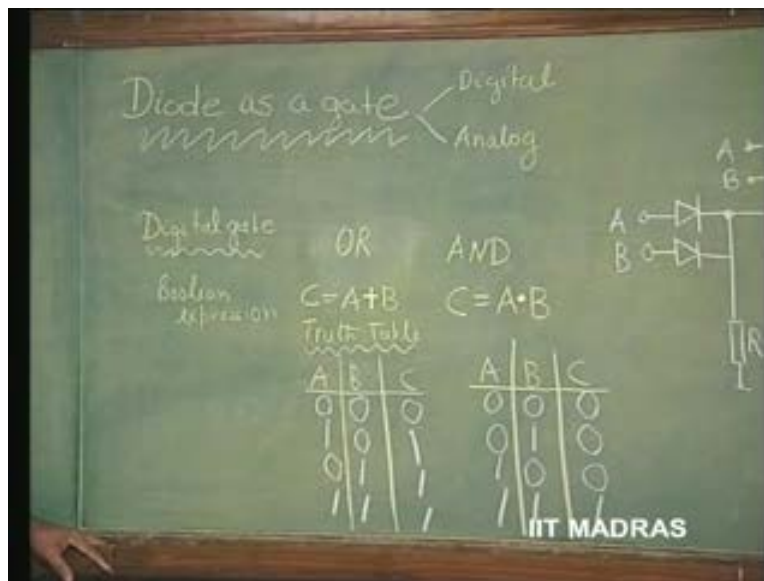 Diode as a gate
Digital
Analog
A
B
A
B
Digital gate OR AND
Boolean expression C=A+B C=A•B
Truth Table
A B C A B C
0 0 0 0 0 0
1 0 1 0 1 0
0 1 1 1 0 0
1 1 1 1 1 1
R
L
IIT MADRAS